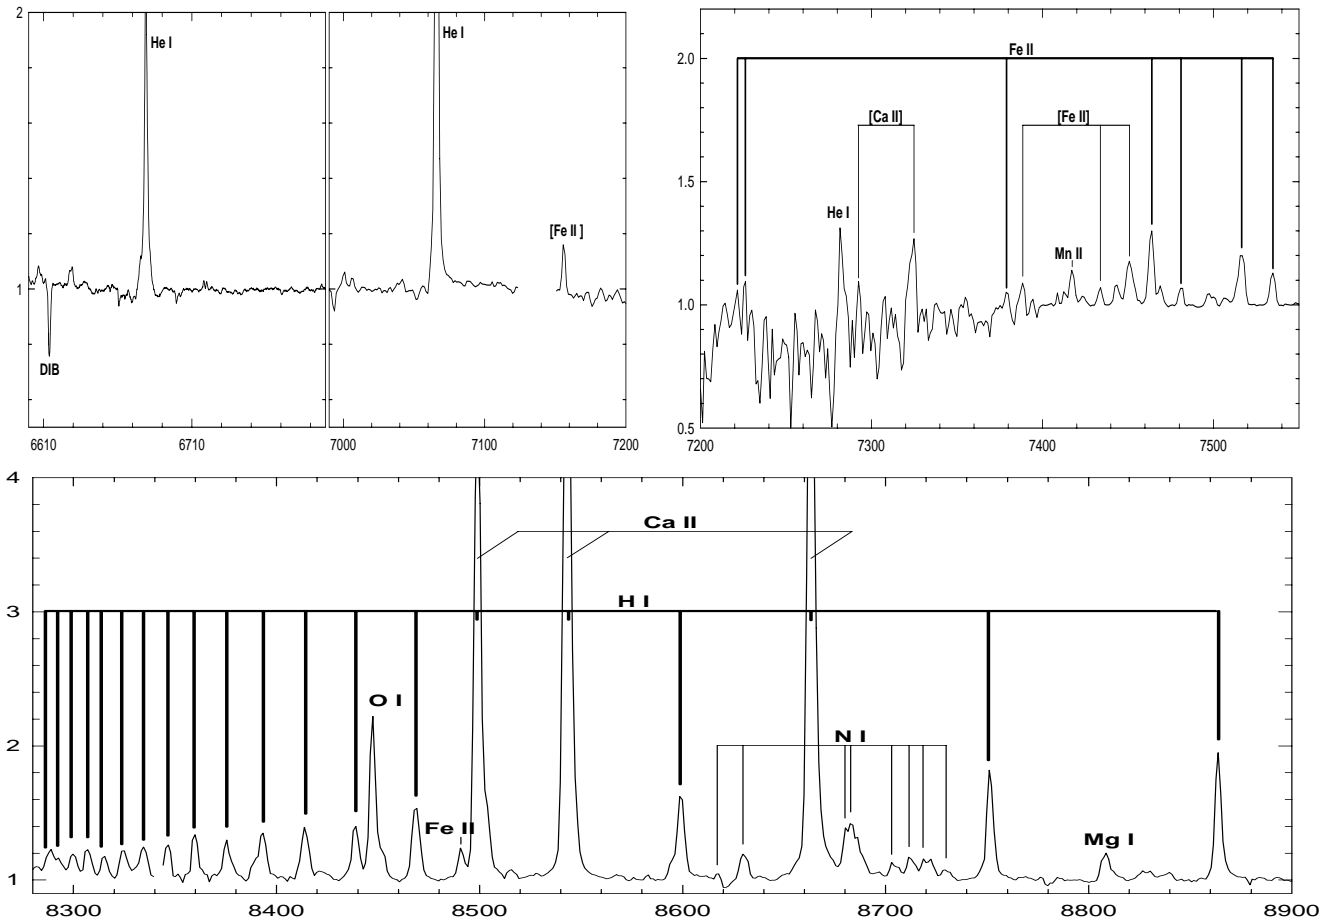 2
1
He I
DIB
6610
6710
He I
[Fe II ]
7000
7100
7200
2.0
1.5
1.0
0.5
Fe II
[Ca II]
[Fe II]
He I
Mn II
7200
7300
7400
7500
4
3
2
1
Ca II
H I
O I
Fe II
N I
Mg I
8300
8400
8500
8600
8700
8800
8900